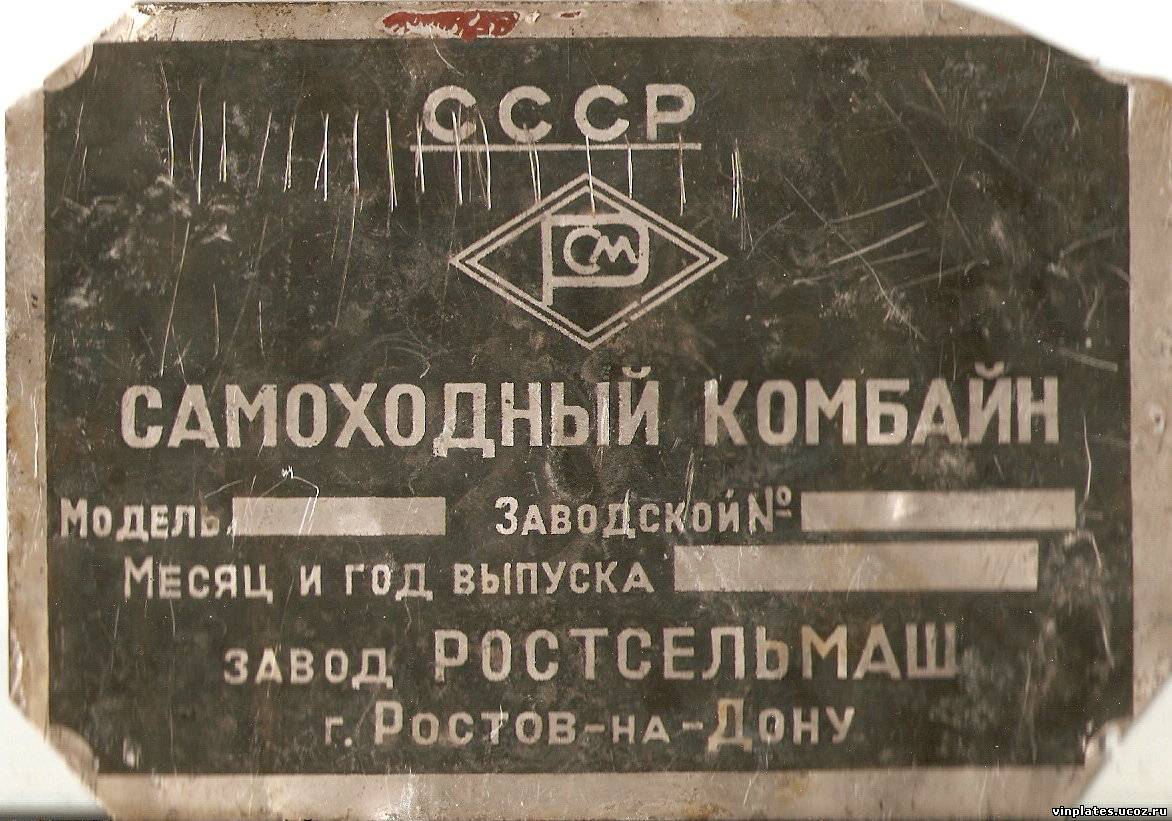 СССР
РСМ
САМОХОДНЫЙ КОМБАЙН
МОДЕЛЬ ЗАВОДСКОЙ №
МЕСЯЦ И ГОД ВЫПУСКА
ЗАВОД РОСТСЕЛЬМАШ
г. РОСТОВ-НА-ДОНУ
vinplates.ucoz.ru